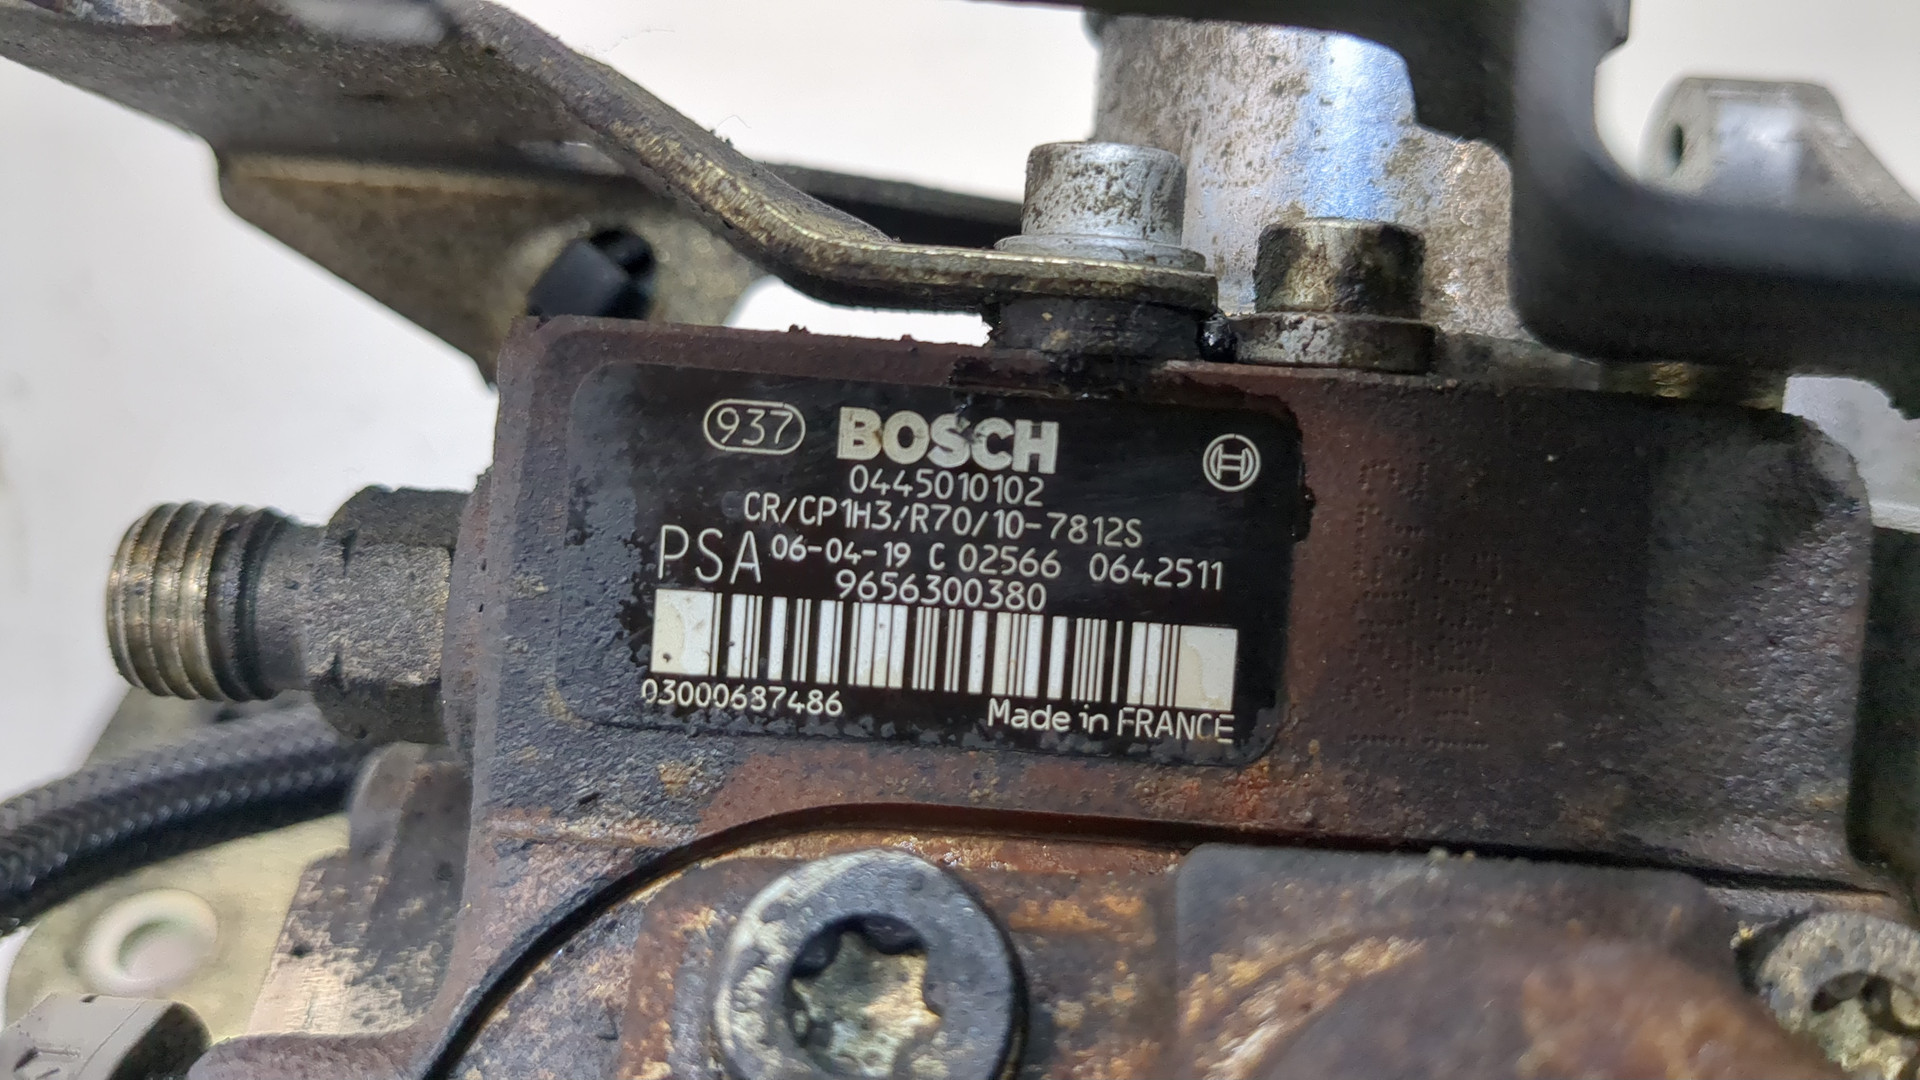 937 BOSCH
0445010102
CR/CP1H3/R70/10-7812S
PSA 06-04-19 C 02566 0642511
9656300380
03000687486 Made in FRANCE